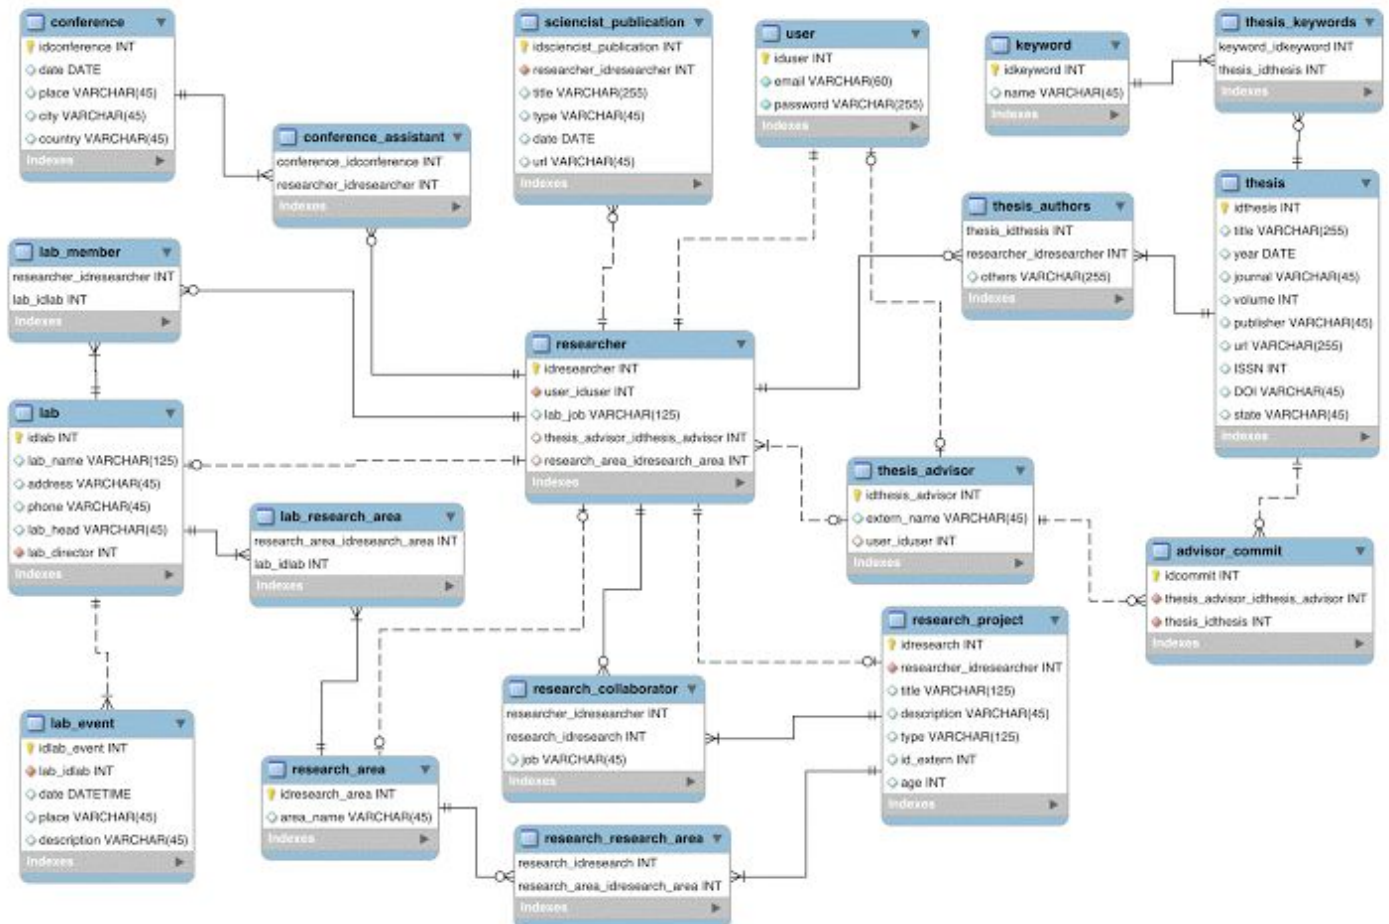 conference
idconference INT
date DATE
place VARCHAR(45)
city VARCHAR(45)
country VARCHAR(45)
Indexes
sciencist_publication
idsciencist_publication INT
researcher_idresearcher INT
title VARCHAR(255)
type VARCHAR(45)
date DATE
url VARCHAR(45)
Indexes
user
iduser INT
email VARCHAR(60)
password VARCHAR(255)
Indexes
keyword
idkeyword INT
name VARCHAR(45)
Indexes
thesis_keywords
keyword_idkeyword INT
thesis_idthesis INT
Indexes
conference_assistant
conference_idconference INT
researcher_idresearcher INT
Indexes
thesis_authors
thesis_idthesis INT
researcher_idresearcher INT
others VARCHAR(255)
Indexes
thesis
idthesis INT
title VARCHAR(255)
year DATE
journal VARCHAR(45)
volume INT
publisher VARCHAR(45)
url VARCHAR(255)
ISSN INT
DOI VARCHAR(45)
state VARCHAR(45)
Indexes
lab_member
researcher_idresearcher INT
lab_idlab INT
Indexes
researcher
idresearcher INT
user_iduser INT
lab_job VARCHAR(125)
thesis_advisor_idthesis_advisor INT
research_area_idresearch_area INT
Indexes
lab
idlab INT
lab_name VARCHAR(125)
address VARCHAR(45)
phone VARCHAR(45)
lab_head VARCHAR(45)
lab_director INT
Indexes
lab_research_area
research_area_idresearch_area INT
lab_idlab INT
Indexes
thesis_advisor
idthesis_advisor INT
extern_name VARCHAR(45)
user_iduser INT
Indexes
advisor_commit
idcommit INT
thesis_advisor_idthesis_advisor INT
thesis_idthesis INT
Indexes
research_project
idresearch INT
researcher_idresearcher INT
title VARCHAR(125)
description VARCHAR(45)
type VARCHAR(125)
id_extern INT
age INT
Indexes
research_collaborator
researcher_idresearcher INT
research_idresearch INT
job VARCHAR(45)
Indexes
lab_event
idlab_event INT
lab_idlab INT
date DATETIME
place VARCHAR(45)
description VARCHAR(45)
Indexes
research_area
idresearch_area INT
area_name VARCHAR(45)
Indexes
research_research_area
research_idresearch INT
research_area_idresearch_area INT
Indexes